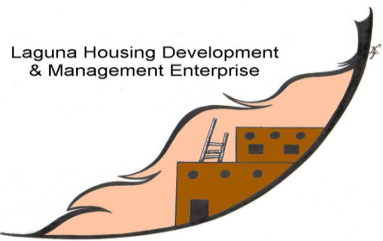 Laguna Housing Development
& Management Enterprise